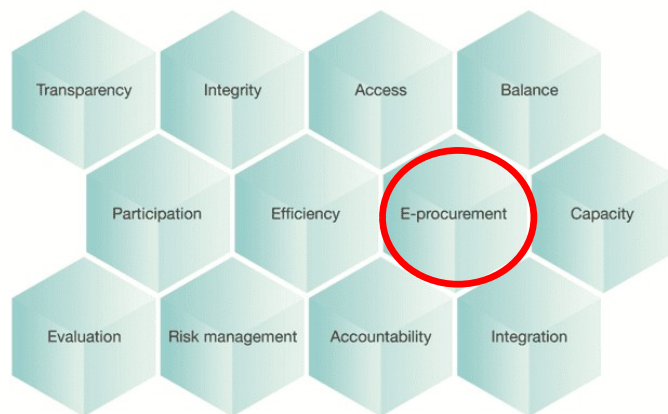 Transparency
Integrity
Access
Balance
Participation
Efficiency
E-procurement
Capacity
Evaluation
Risk management
Accountability
Integration